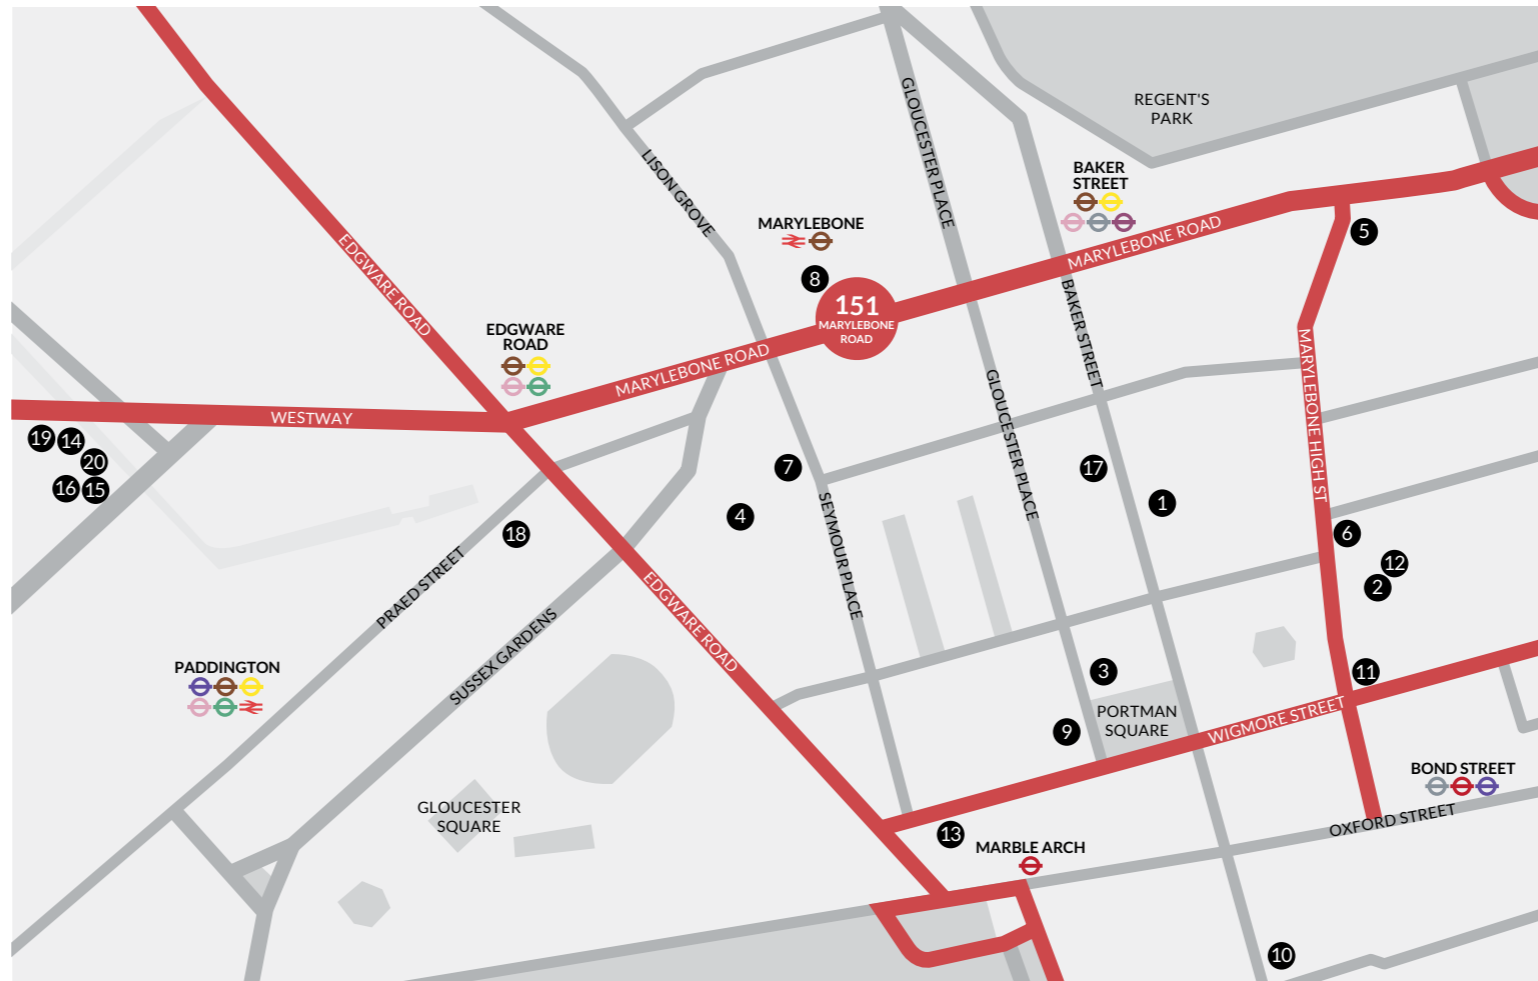 REGENT'S
PARK
GLOUCESTER PLACE
BAKER
STREET
LISON GROVE
MARYLEBONE
5
EDGWARE ROAD
MARYLEBONE ROAD
8
151
MARYLEBONE
ROAD
BAKER STREET
EDGWARE
ROAD
MARYLEBONE ROAD
MARYLEBONE HIGH ST
GLOUCESTER PLACE
WESTWAY
19
14
20
16
15
7
17
1
4
SEYMOUR PLACE
18
6
12
2
PRAED STREET
EDGWARE ROAD
SUSSEX GARDENS
PADDINGTON
3
11
PORTMAN
SQUARE
9
WIGMORE STREET
BOND STREET
GLOUCESTER
SQUARE
OXFORD STREET
13
MARBLE ARCH
10